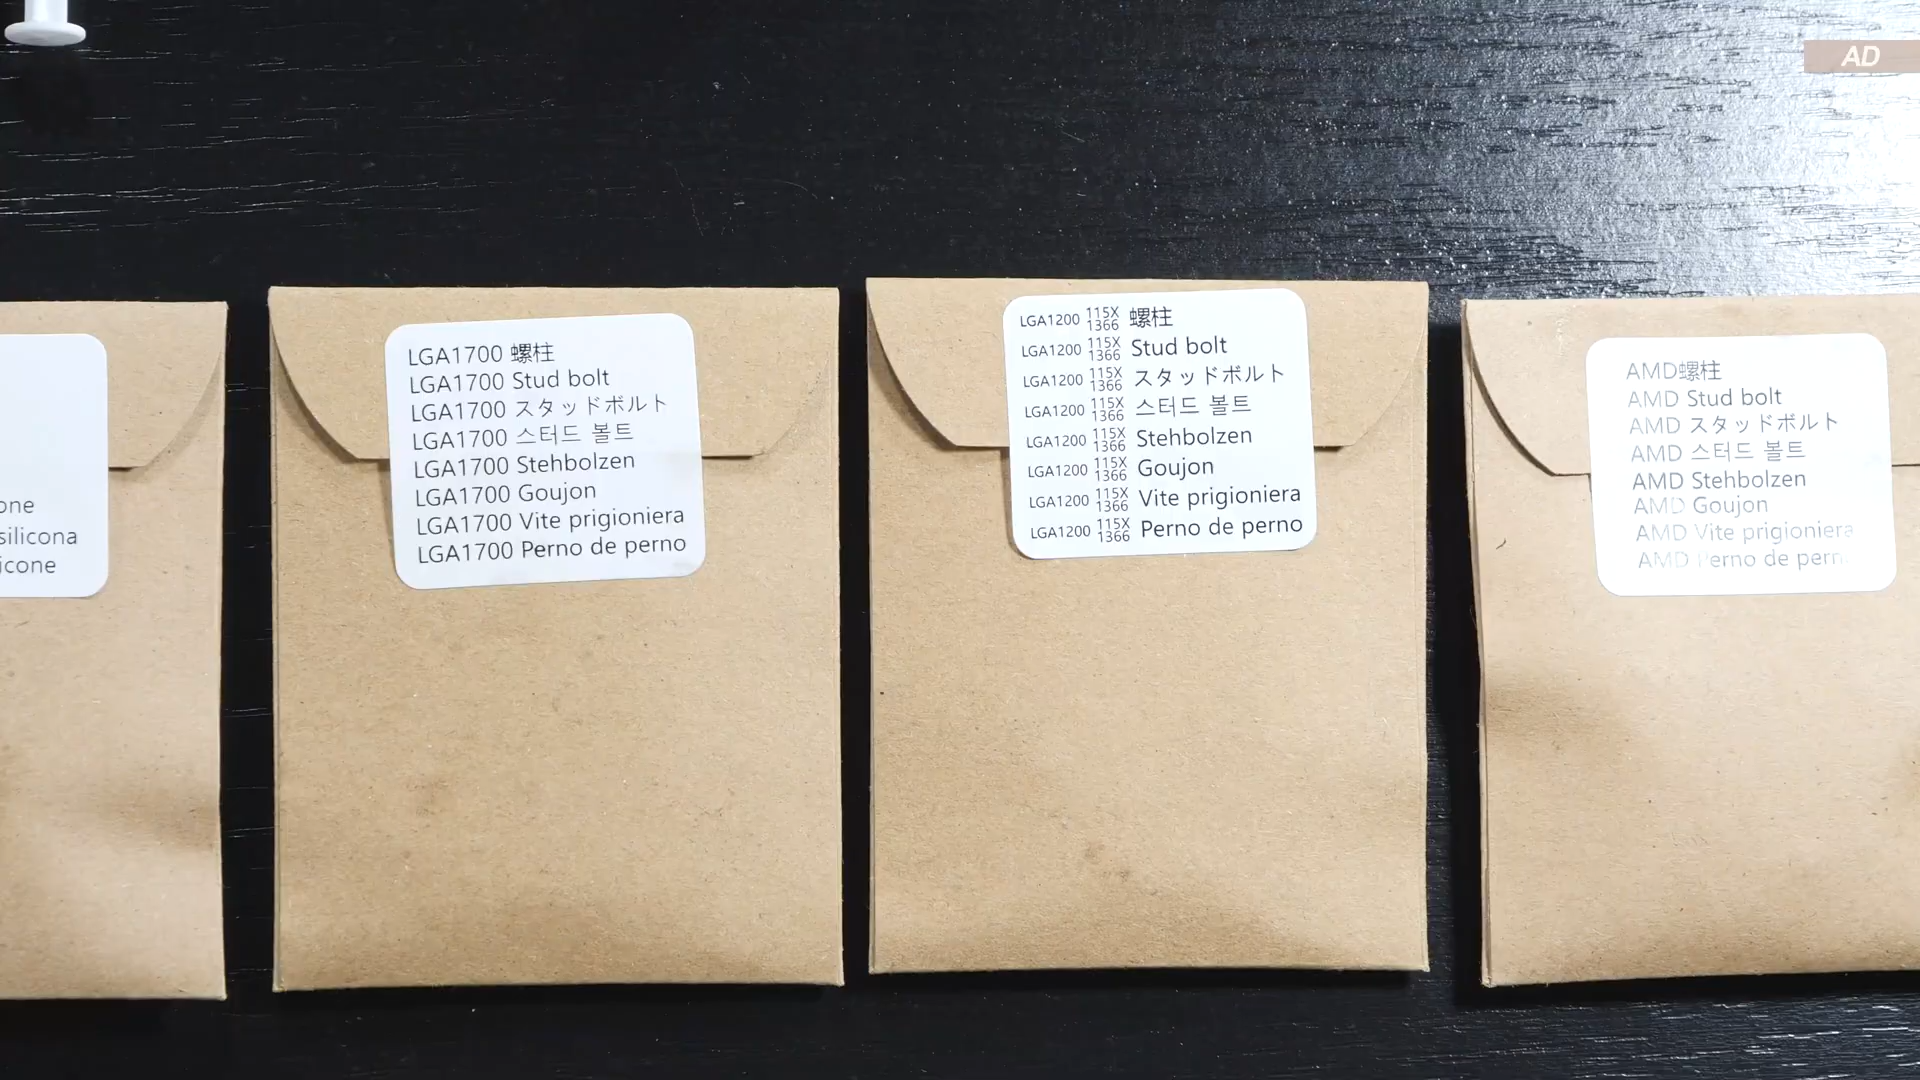 AD
one
silicona
icone
LGA1700 螺柱
LGA1700 Stud bolt
LGA1700 スタッドボルト
LGA1700 스터드 볼트
LGA1700 Stehbolzen
LGA1700 Goujon
LGA1700 Vite prigioniera
LGA1700 Perno de perno
LGA1200 115X 1366 螺柱
LGA1200 115X 1366 Stud bolt
LGA1200 115X 1366 スタッドボルト
LGA1200 115X 1366 스터드 볼트
LGA1200 115X 1366 Stehbolzen
LGA1200 115X 1366 Goujon
LGA1200 115X 1366 Vite prigioniera
LGA1200 115X 1366 Perno de perno
AMD螺柱
AMD Stud bolt
AMD スタッドボルト
AMD 스터드 볼트
AMD Stehbolzen
AMD Goujon
AMD Vite prigioniera
AMD Perno de perno